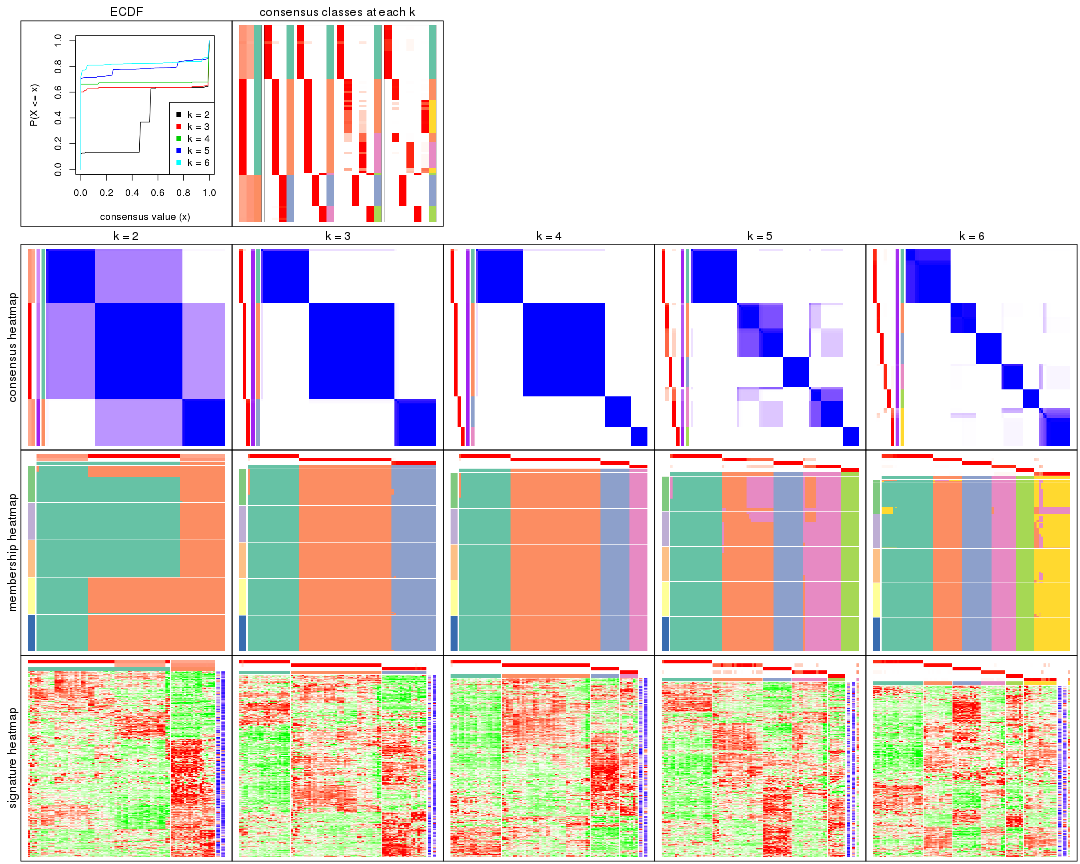 ECDF
consensus classes at each k
P(X <= x)
0.0 0.2 0.4 0.6 0.8 1.0
k = 2
k = 3
k = 4
k = 5
k = 6
0.0 0.2 0.4 0.6 0.8 1.0
consensus value (x)
k = 2
k = 3
k = 4
k = 5
k = 6
consensus heatmap
membership heatmap
signature heatmap